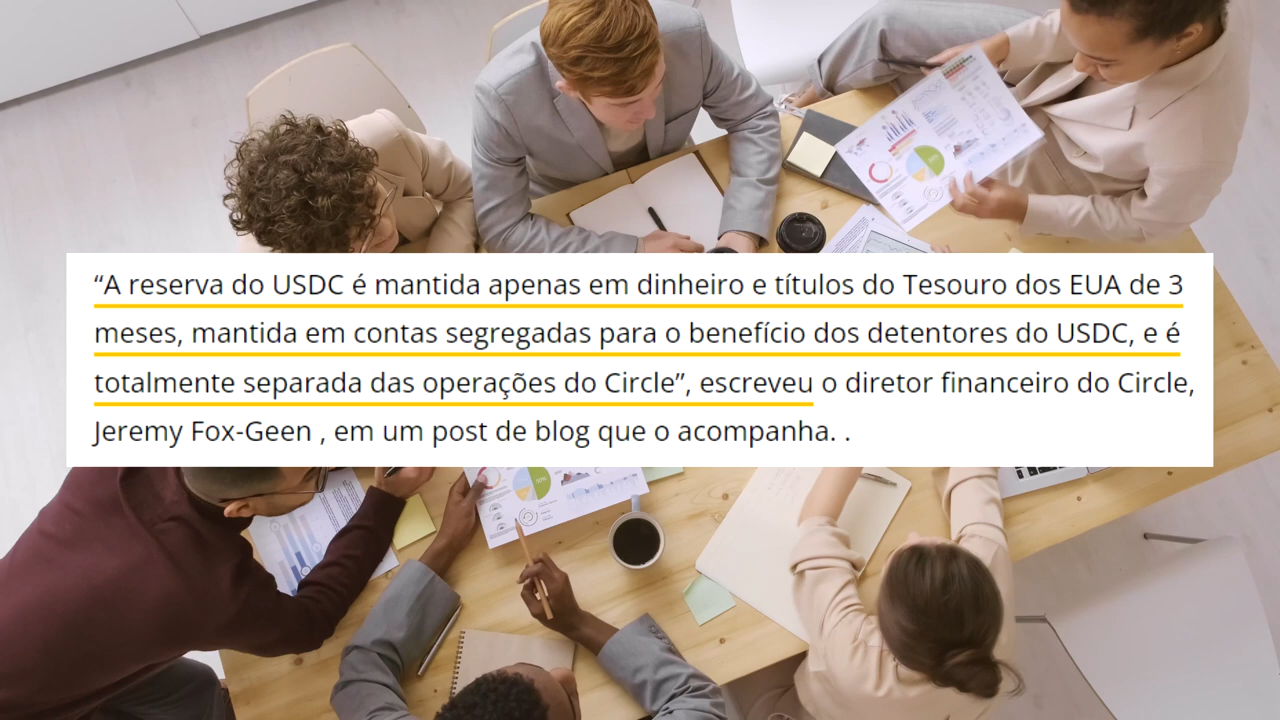 “A reserva do USDC é mantida apenas em dinheiro e títulos do Tesouro dos EUA de 3
meses, mantida em contas segregadas para o benefício dos detentores do USDC, e é
totalmente separada das operações do Circle”, escreveu o diretor financeiro do Circle,
Jeremy Fox-Geen , em um post de blog que o acompanha. .